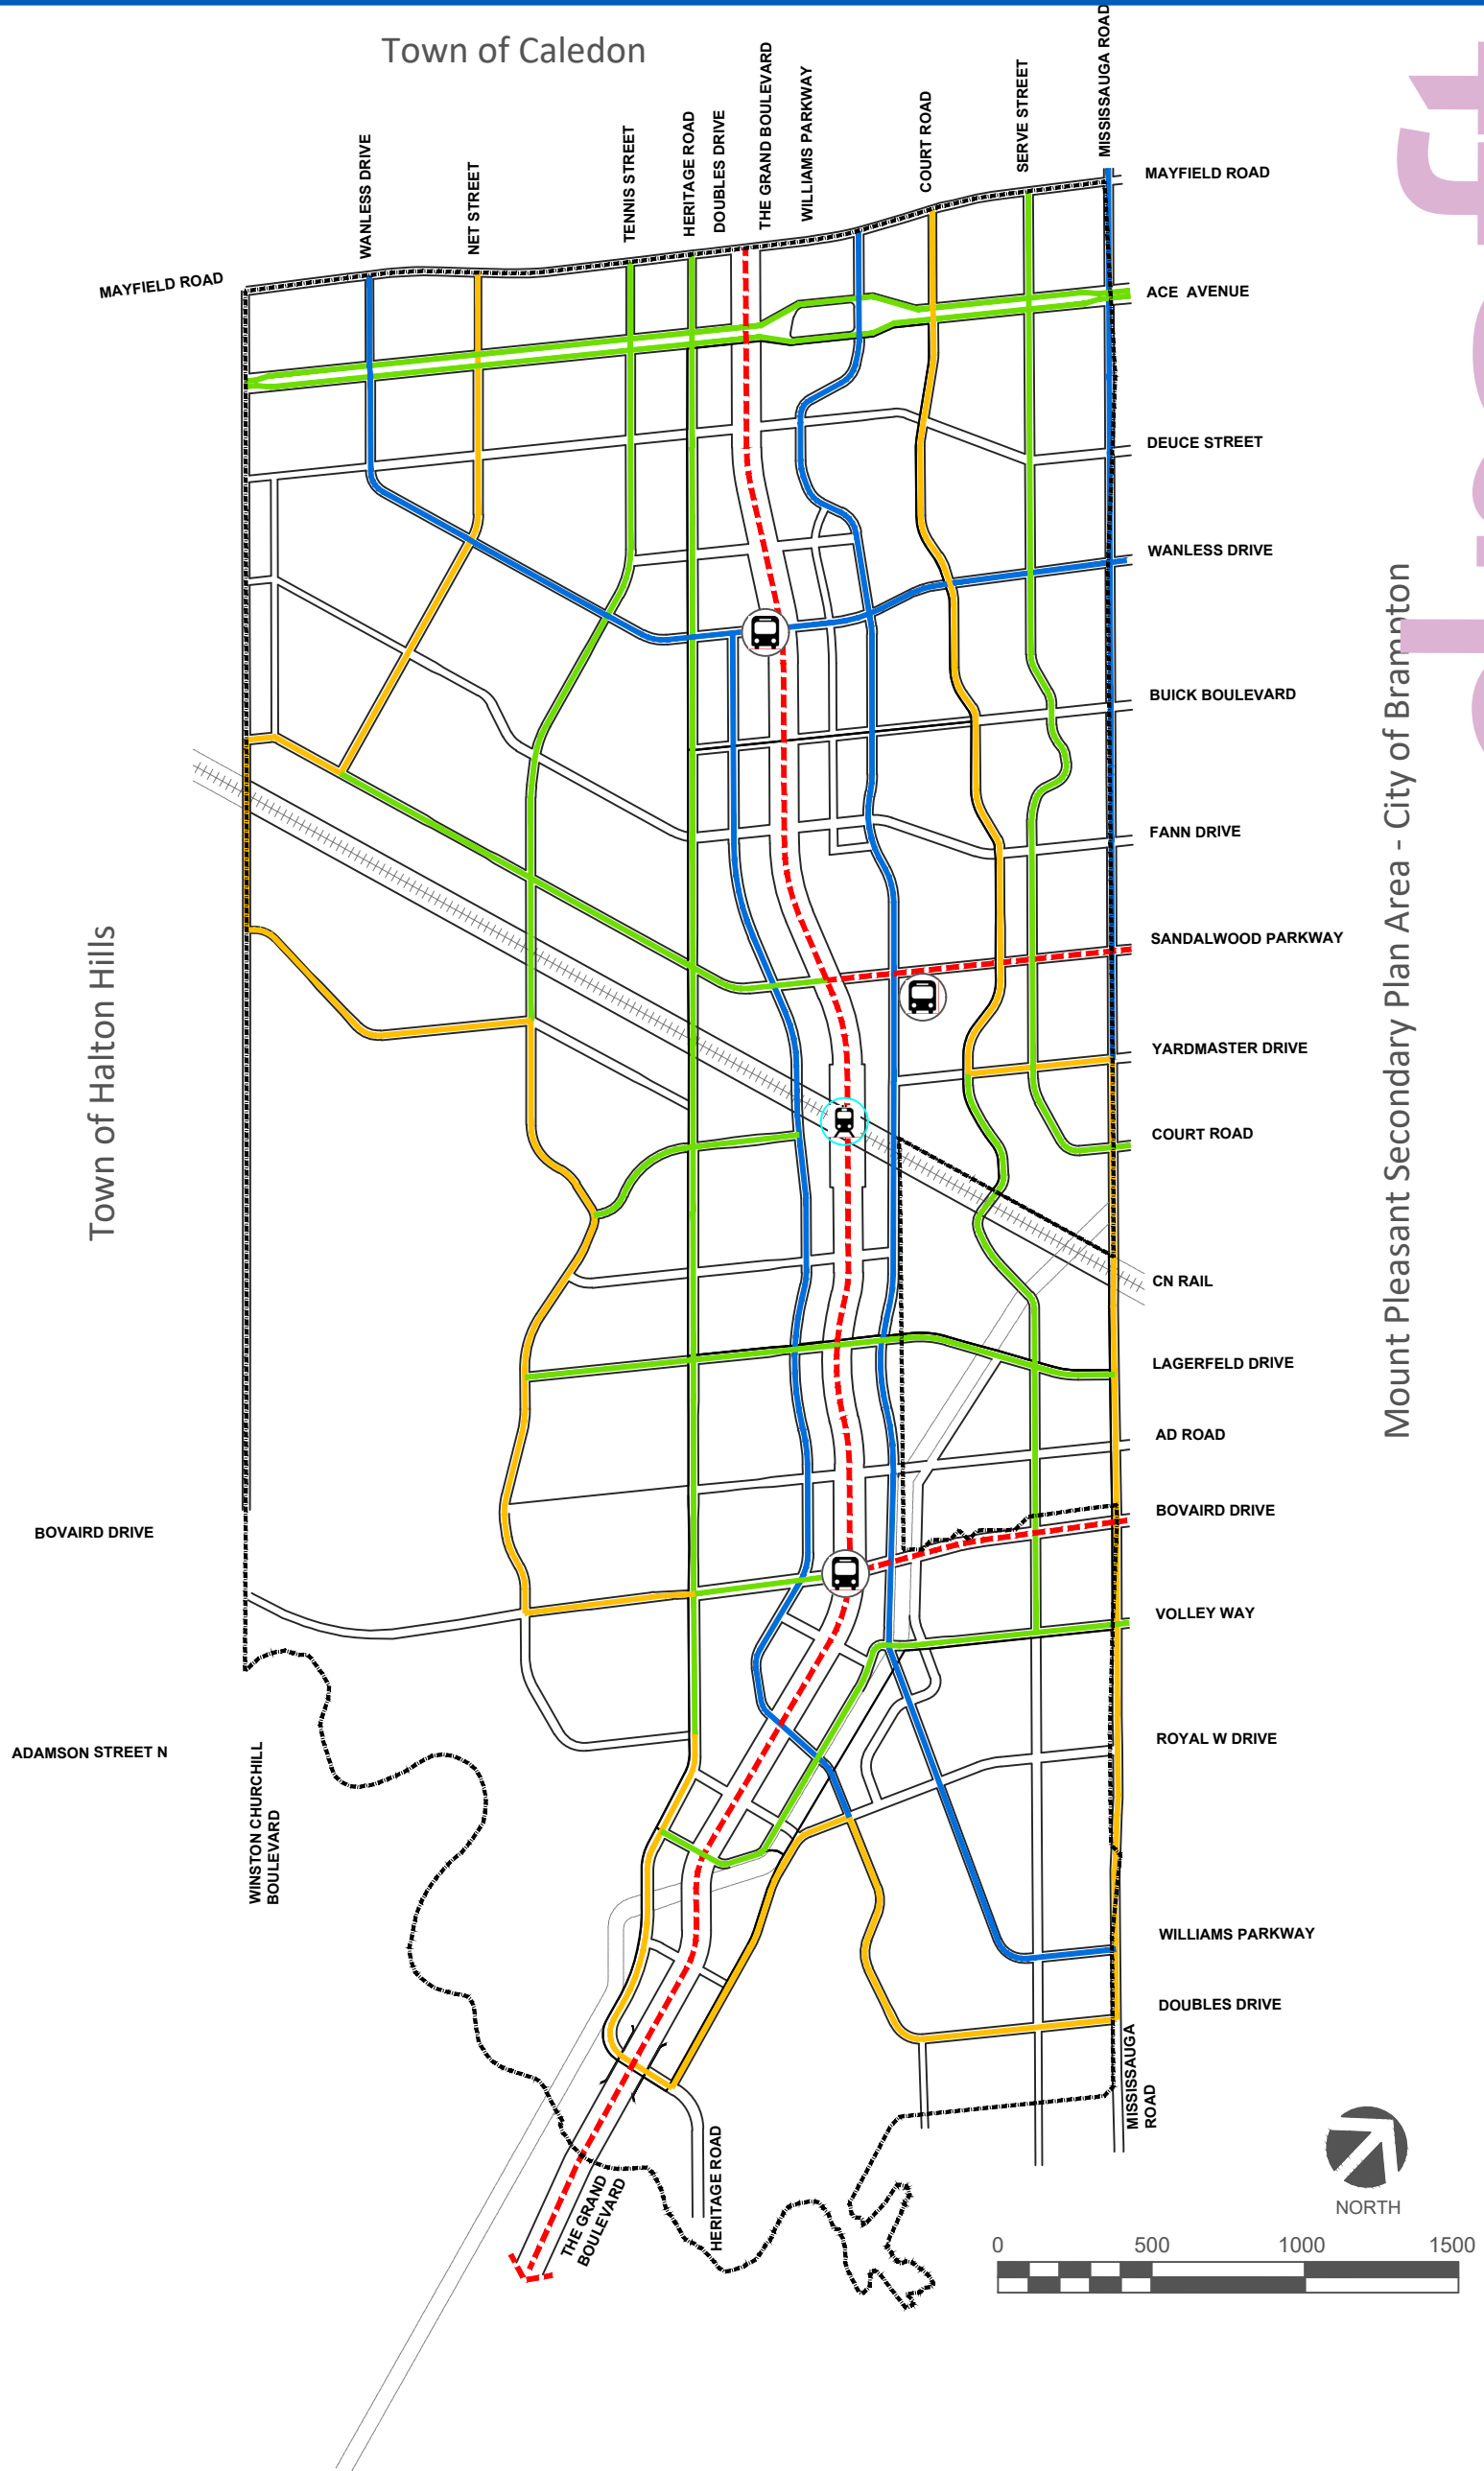 Town of Caledon
WANLESS DRIVE
NET STREET
TENNIS STREET
HERITAGE ROAD
DOUBLES DRIVE
THE GRAND BOULEVARD
WILLIAMS PARKWAY
COURT ROAD
SERVE STREET
MISSISSAUGA ROAD
MAYFIELD ROAD
MAYFIELD ROAD
ACE AVENUE
DEUCE STREET
WANLESS DRIVE
BUICK BOULEVARD
FANN DRIVE
SANDALWOOD PARKWAY
YARDMASTER DRIVE
COURT ROAD
CN RAIL
LAGERFELD DRIVE
AD ROAD
BOVAIRD DRIVE
VOLLEY WAY
ROYAL W DRIVE
WILLIAMS PARKWAY
DOUBLES DRIVE
Town of Halton Hills
Mount Pleasant Secondary Plan Area - City of Brampton
BOVAIRD DRIVE
ADAMSON STREET N
WINSTON CHURCHILL
BOULEVARD
MISSISSAUGA
ROAD
HERITAGE ROAD
THE GRAND
BOULEVARD
NORTH
0 500 1000 1500